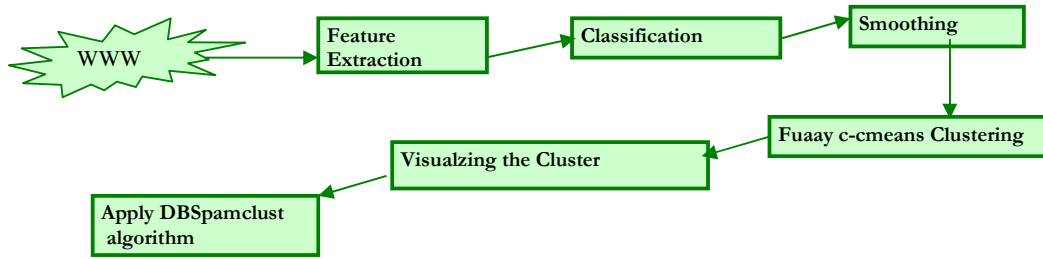 WWW
Feature
Extraction
Classification
Smoothing
Fuaay c-cmeans Clustering
Visualzing the Cluster
Apply DBSpamclust
algorithm